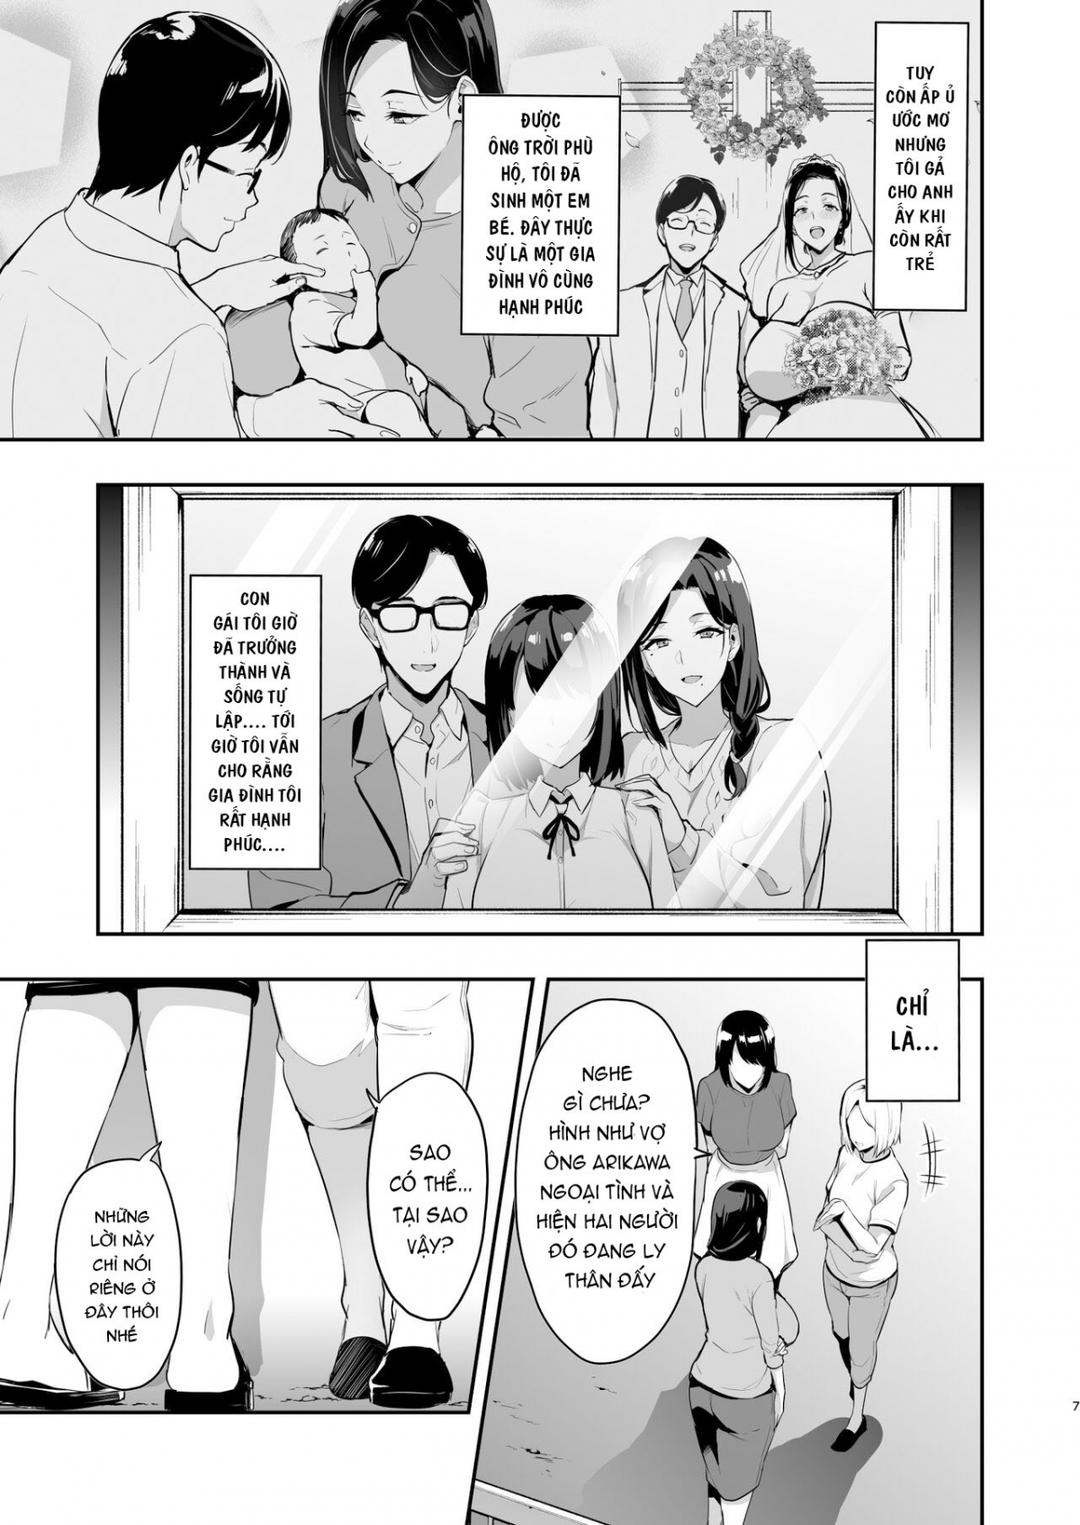 TUY
CÒN ẤP Ủ
ƯỚC MƠ
NHƯNG
TÔI GẢ
CHO ANH
ẤY KHI
CÒN RẤT
TRẺ
ĐƯỢC
ÔNG TRỜI PHÙ
HỘ, TÔI ĐÃ
SINH MỘT EM
BÉ. ĐÂY THỰC
SỰ LÀ MỘT GIA
ĐÌNH VÔ CÙNG
HẠNH PHÚC
CON
GÁI TÔI GIỜ
ĐÃ TRƯỞNG
THÀNH VÀ
SỐNG TỰ
LẬP.... TỚI
GIỜ TÔI VẪN
CHO RẰNG
GIA ĐÌNH TÔI
RẤT HẠNH
PHÚC....
CHỈ
LÀ...
NGHE
GÌ CHƯA?
HÌNH NHƯ VỢ
ÔNG ARIKAWA
NGOẠI TÌNH VÀ
HIỆN HAI NGƯỜI
ĐÓ ĐANG LY
THÂN ĐẤY
SAO
CÓ THỂ...
TẠI SAO
VẬY?
NHỮNG
LỜI NÀY
CHỈ NÓI
RIÊNG Ở
ĐÂY THÔI
NHÉ
7